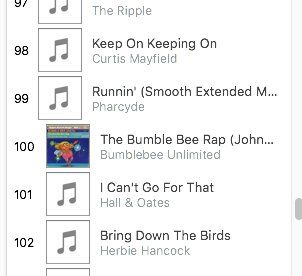 97
The Ripple
98
Keep On Keeping On
Curtis Mayfield
99
Runnin' (Smooth Extended M...
Pharcyde
100
The Bumble Bee Rap (John...
Bumblebee Unlimited
101
I Can't Go For That
Hall & Oates
102
Bring Down The Birds
Herbie Hancock